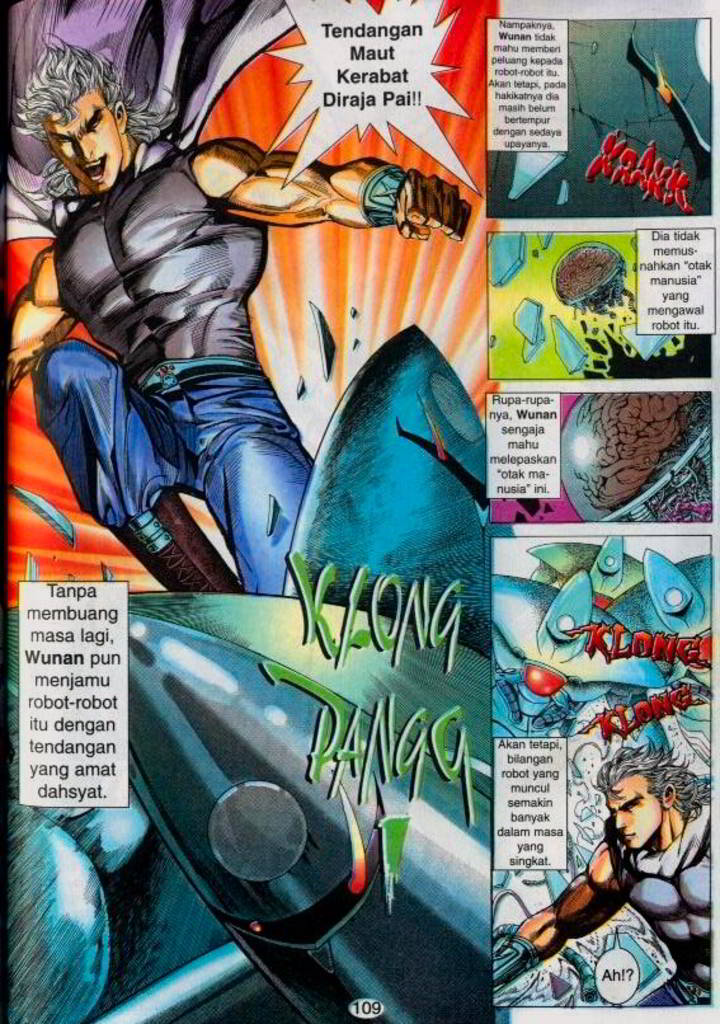 Tendangan
Maut
Kerabat
Diraja Pai!!
Tanpa
membuang
masa lagi,
Wunan pun
menjamu
robot-robot
itu dengan
tendangan
yang amat
dahsyat.
KLONG
DANGG
!
Nampaknya,
Wunan tidak
mahu memberi
peluang kepada
robot-robot itu.
Akan tetapi, pada
hakikatnya dia
masih belum
bertempur
dengan sedaya
upayanya.
KRANK
Dia tidak
memus-
nahkan "otak
manusia"
yang
mengawal
robot itu.
Rupa-rupa-
nya, Wunan
sengaja
mahu
melepaskan
"otak ma-
nusia" ini.
KLONG
KLONG
Akan tetapi,
bilangan
robot yang
muncul
semakin
banyak
dalam masa
yang
singkat.
Ah!?
109